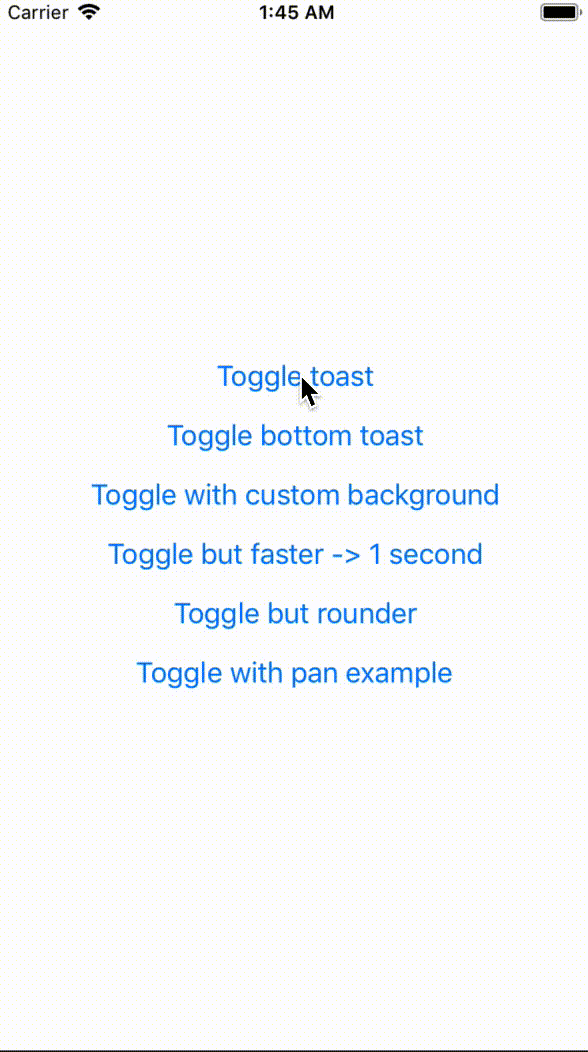 Carrier 1:45 AM
Toggle toast
Toggle bottom toast
Toggle with custom background
Toggle but faster -> 1 second
Toggle but rounder
Toggle with pan example